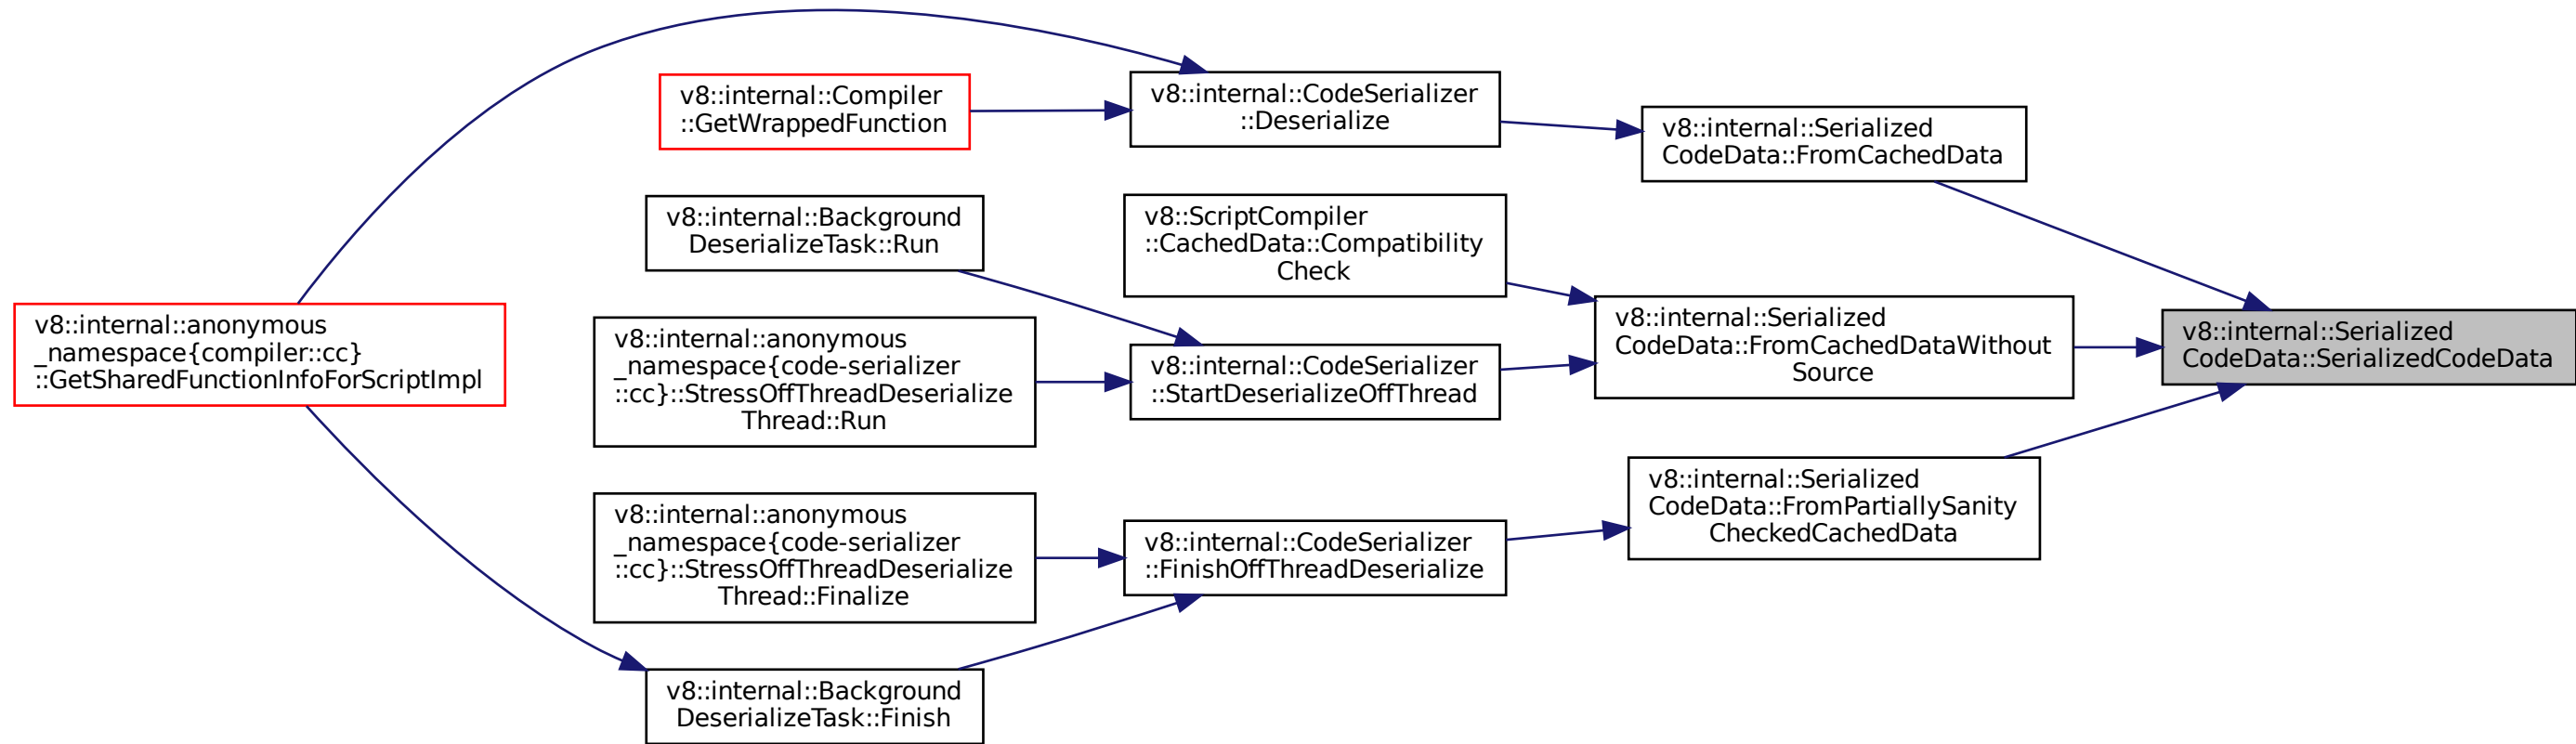 v8::internal::Compiler
::GetWrappedFunction
v8::internal::CodeSerializer
::Deserialize
v8::internal::Serialized
CodeData::FromCachedData
v8::internal::Background
DeserializeTask::Run
v8::ScriptCompiler
::CachedData::Compatibility
Check
v8::internal::anonymous
_namespace{compiler::cc}
::GetSharedFunctionInfoForScriptImpl
v8::internal::anonymous
_namespace{code-serializer
::cc}::StressOffThreadDeserialize
Thread::Run
v8::internal::CodeSerializer
::StartDeserializeOffThread
v8::internal::Serialized
CodeData::FromCachedDataWithout
Source
v8::internal::Serialized
CodeData::SerializedCodeData
v8::internal::anonymous
_namespace{code-serializer
::cc}::StressOffThreadDeserialize
Thread::Finalize
v8::internal::CodeSerializer
::FinishOffThreadDeserialize
v8::internal::Serialized
CodeData::FromPartiallySanity
CheckedCachedData
v8::internal::Background
DeserializeTask::Finish